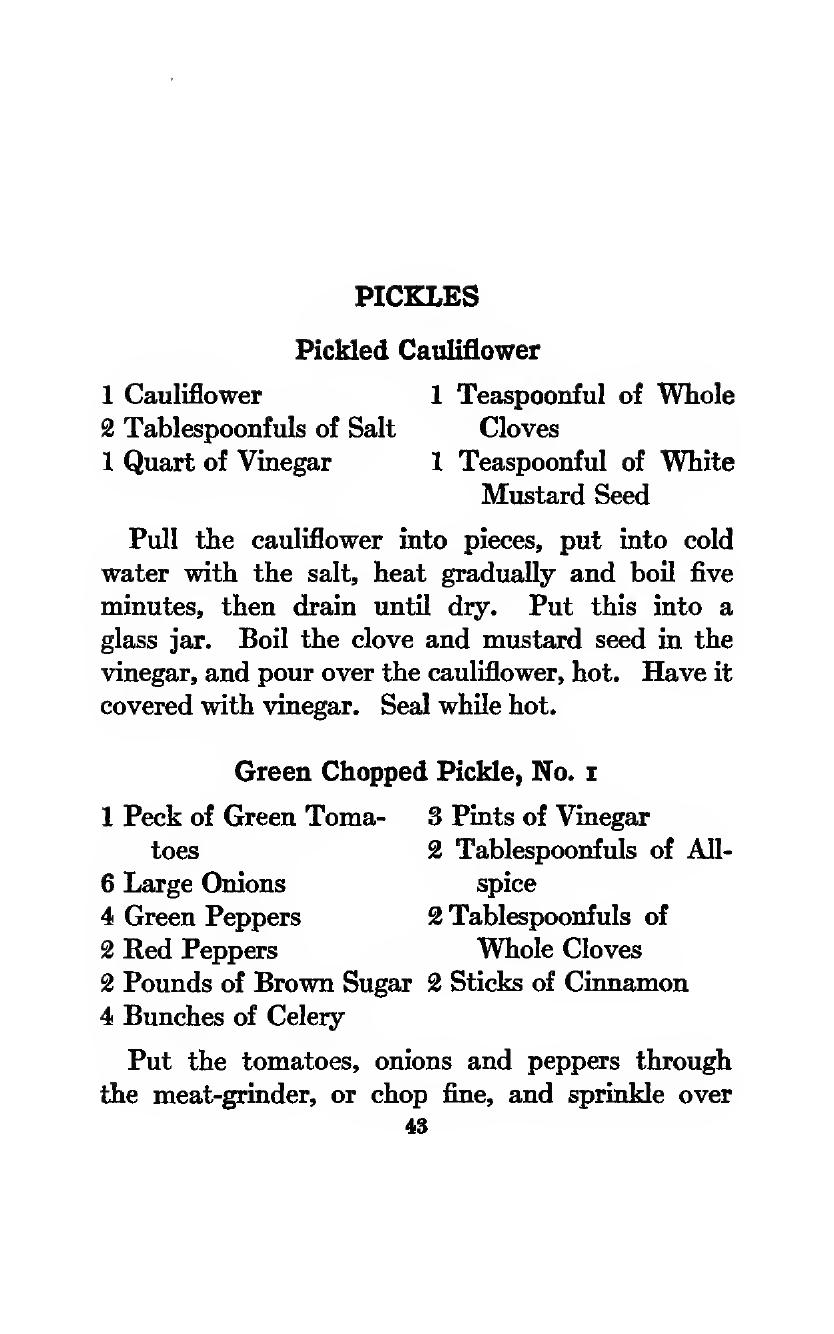 PICKLES
Pickled Cauliflower
1 Cauliflower
2 Tablespoonfuls of Salt
1 Quart of Vinegar
1 Teaspoonful of Whole
Cloves
1 Teaspoonful of White
Mustard Seed
Pull the cauliflower into pieces, put into cold
water with the salt, heat gradually and boil five
minutes, then drain until dry. Put this into a
glass jar. Boil the clove and mustard seed in the
vinegar, and pour over the cauliflower, hot. Have it
covered with vinegar. Seal while hot.
Green Chopped Pickle, No. 1
1 Peck of Green Toma-
toes
6 Large Onions
4 Green Peppers
2 Red Peppers
2 Pounds of Brown Sugar
4 Bunches of Celery
3 Pints of Vinegar
2 Tablespoonfuls of All-
spice
2 Tablespoonfuls of
Whole Cloves
2 Sticks of Cinnamon
Put the tomatoes, onions and peppers through
the meat-grinder, or chop fine, and sprinkle over
43